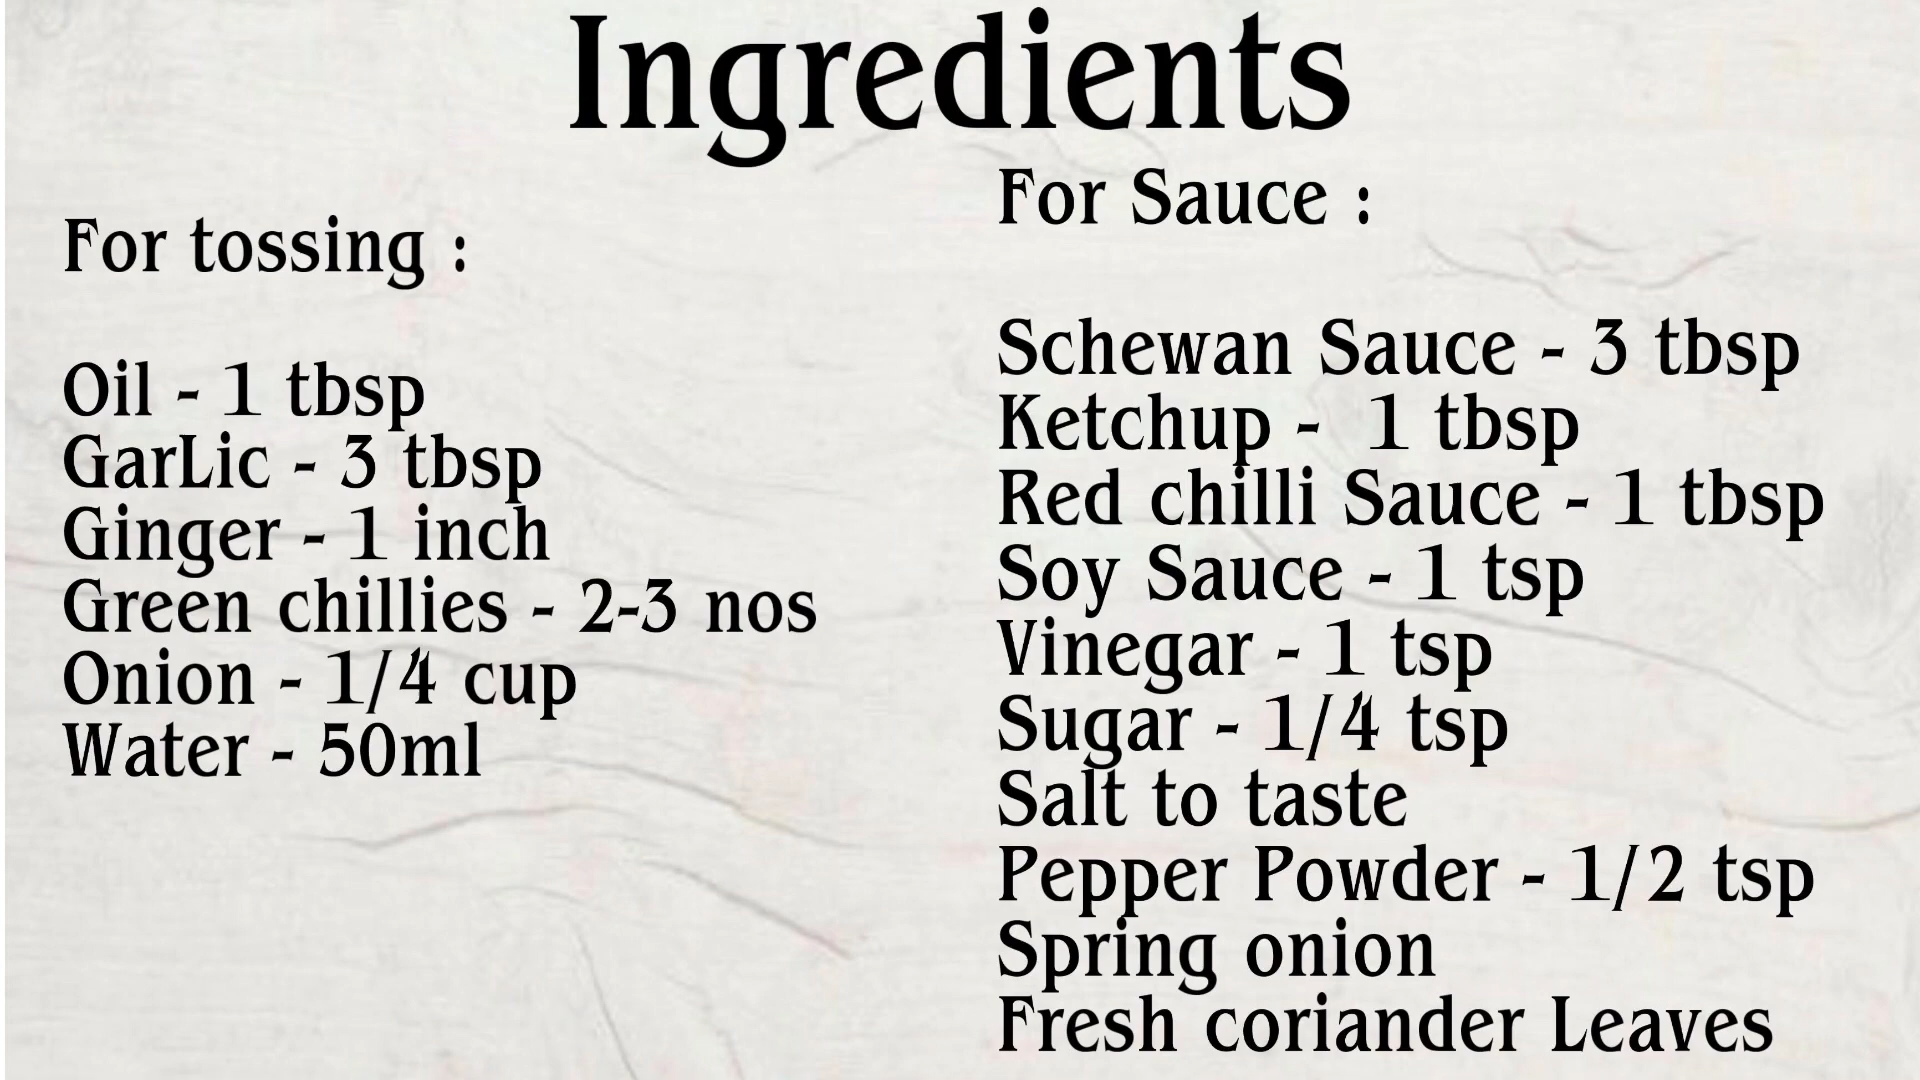 Ingredients
For tossing :
Oil - 1 tbsp
GarLic - 3 tbsp
Ginger - 1 inch
Green chillies - 2-3 nos
Onion - 1/4 cup
Water - 50ml
For Sauce :
Schewan Sauce - 3 tbsp
Ketchup - 1 tbsp
Red chilli Sauce - 1 tbsp
Soy Sauce - 1 tsp
Vinegar - 1 tsp
Sugar - 1/4 tsp
Salt to taste
Pepper Powder - 1/2 tsp
Spring onion
Fresh coriander Leaves